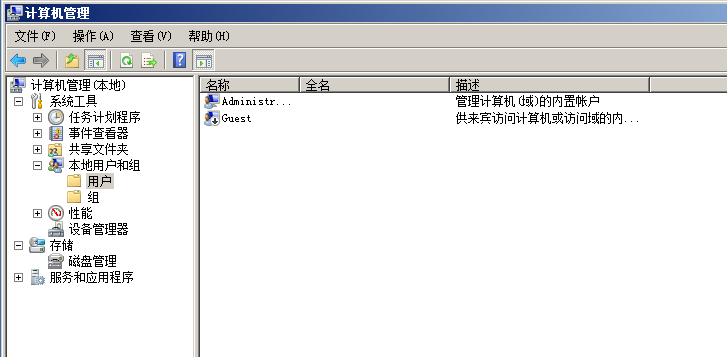 计算机管理
文件(F) 操作(A) 查看(V) 帮助(H)
计算机管理(本地)
系统工具
任务计划程序
事件查看器
共享文件夹
本地用户和组
用户
组
性能
设备管理器
存储
磁盘管理
服务和应用程序
名称 全名 描述
Administr... 管理计算机(域)的内置帐户
Guest 供来宾访问计算机或访问域的内...